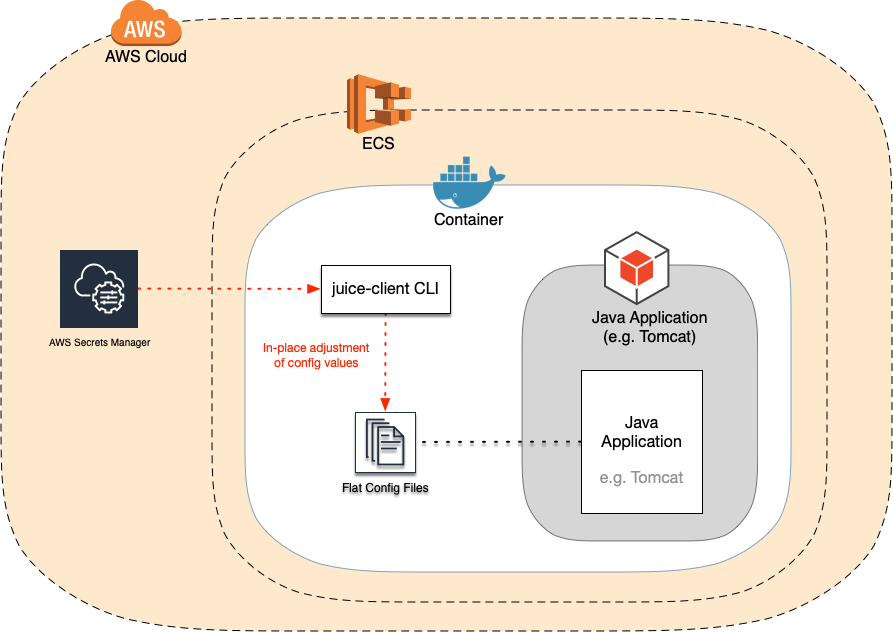 AWS
AWS Cloud
ECS
Container
juice-client CLI
Java Application
(e.g. Tomcat)
AWS Secrets Manager
In-place adjustment
of config values
Java
Application
e.g. Tomcat
Flat Config Files